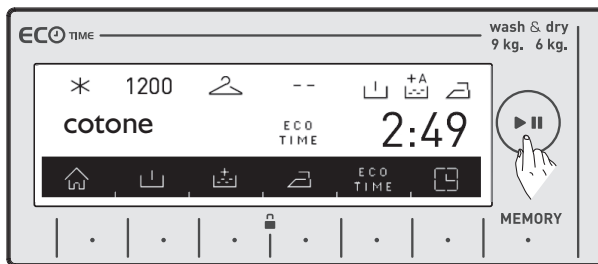 ECO TIME
wash & dry
9 kg. 6 kg.
1200 -- +A
cotone ECO TIME 2:49
ECO TIME
MEMORY